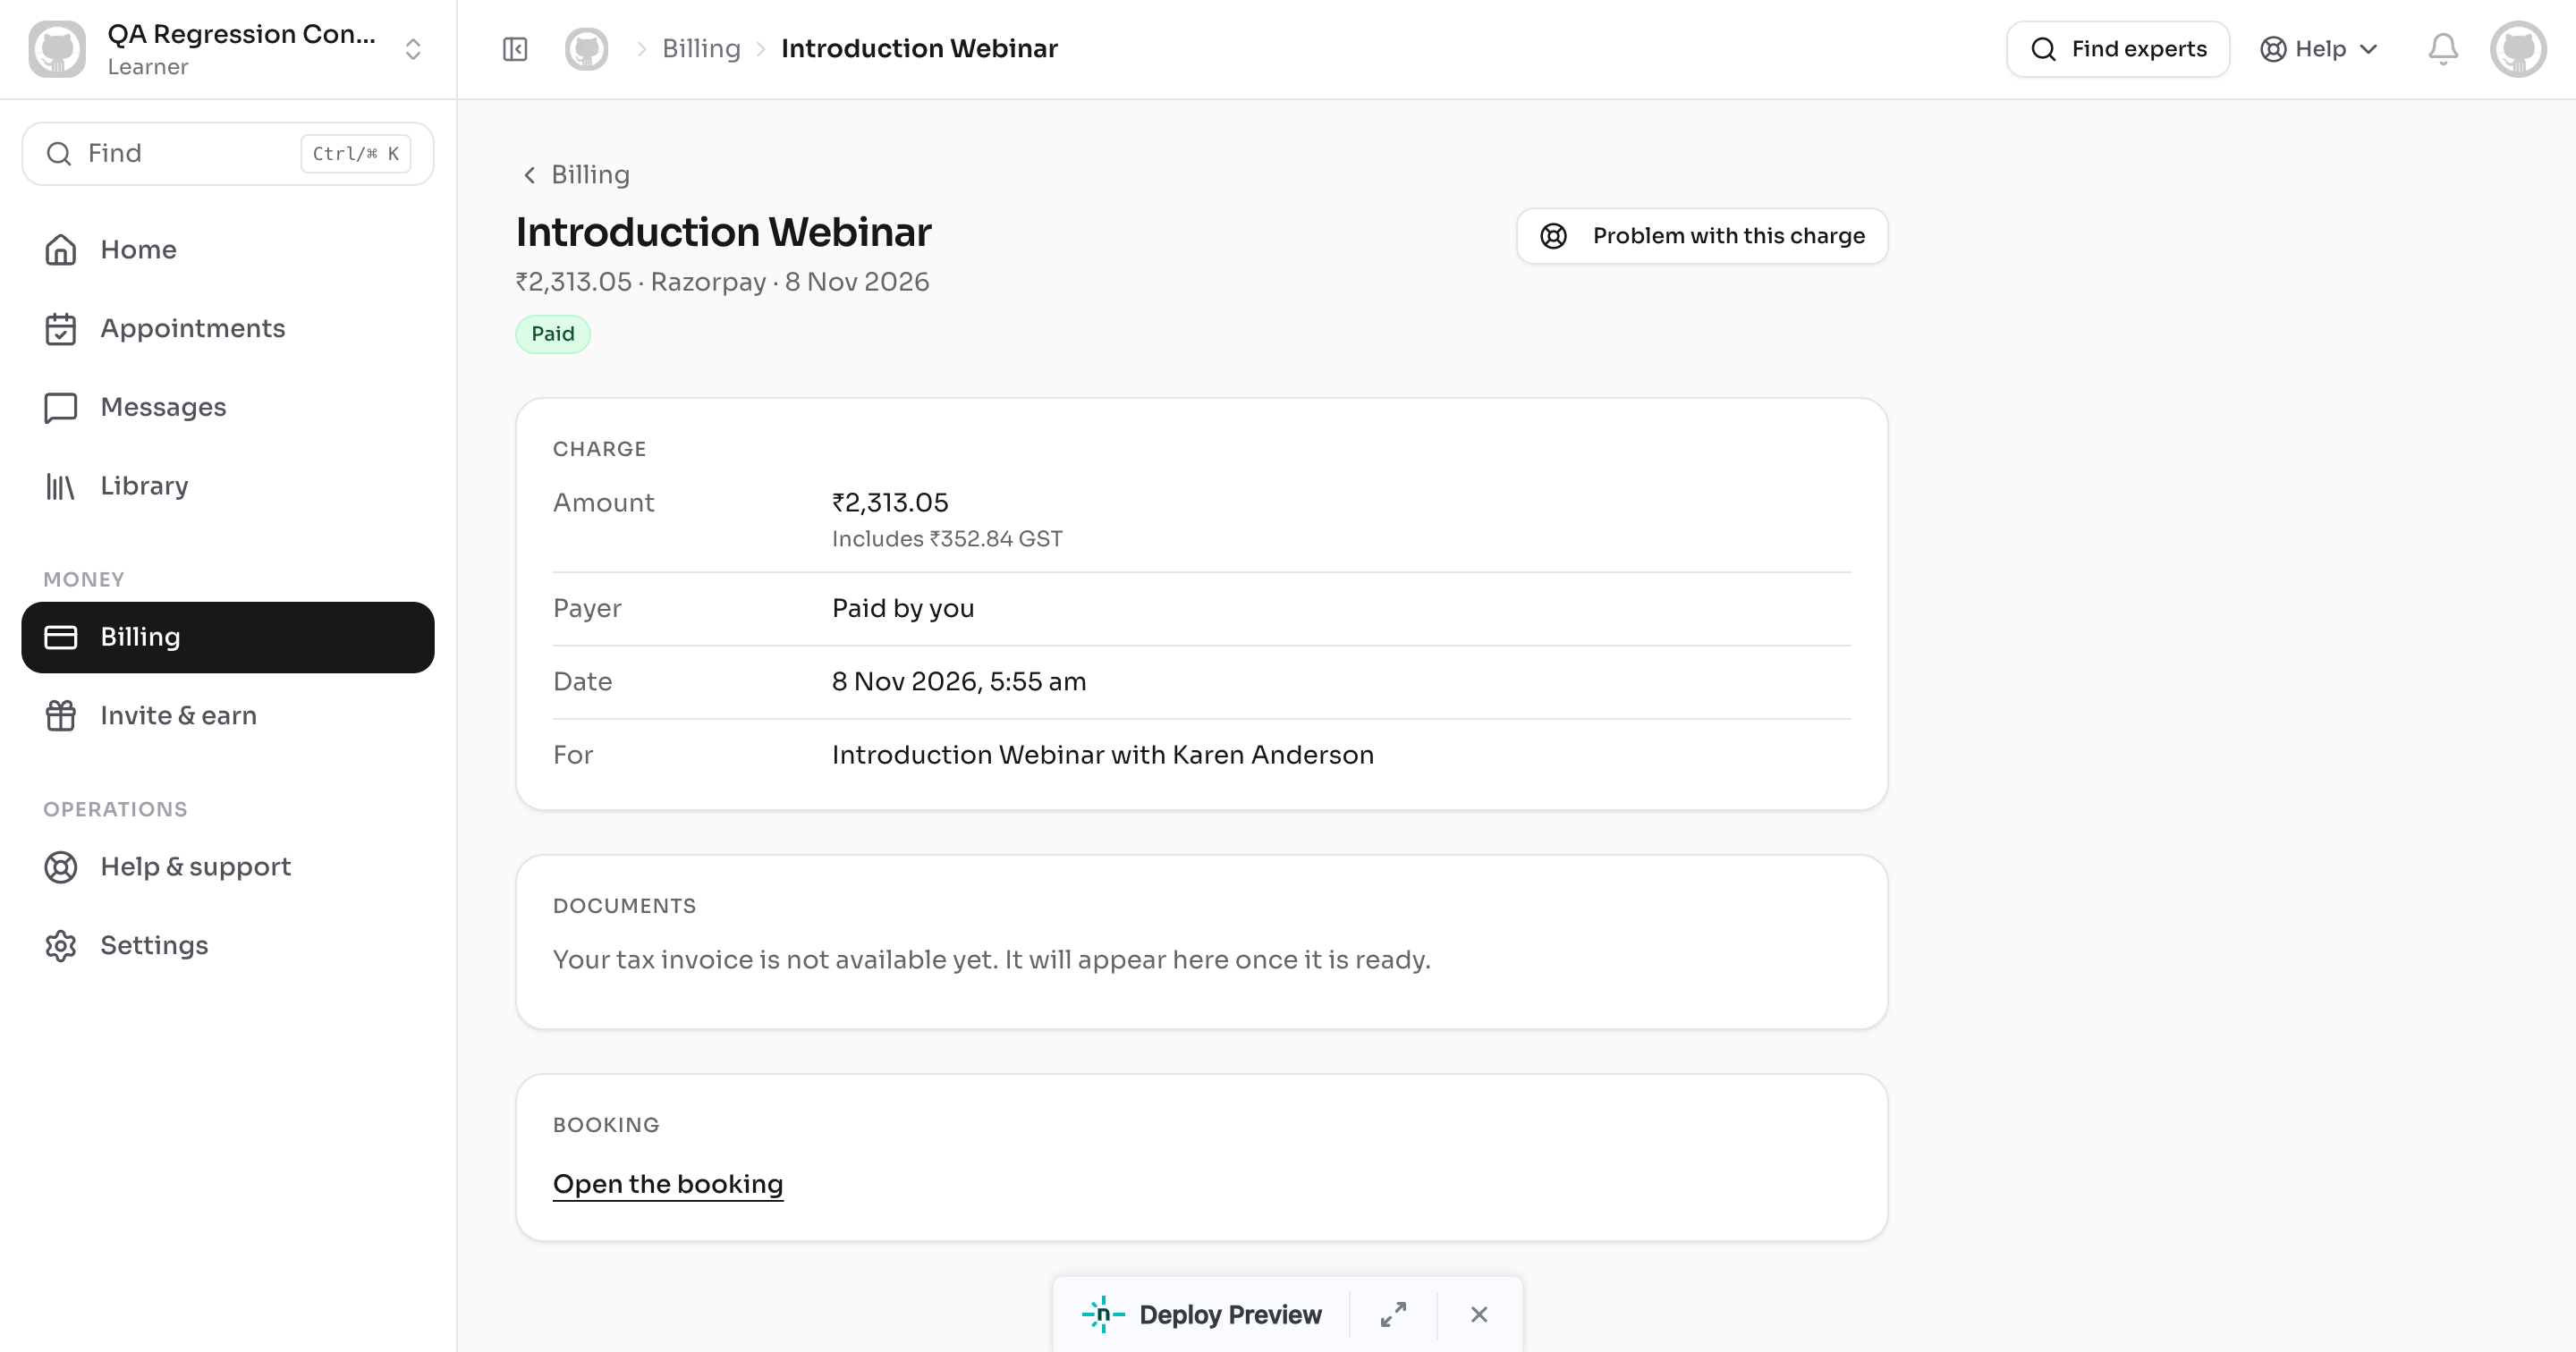 QA Regression Con...
Learner
Billing
Introduction Webinar
Find experts
Help
Find
Ctrl/⌘ K
Home
Appointments
Messages
Library
MONEY
Billing
Invite & earn
OPERATIONS
Help & support
Settings
Billing
Introduction Webinar
Problem with this charge
₹2,313.05 · Razorpay · 8 Nov 2026
Paid
CHARGE
Amount ₹2,313.05
Includes ₹352.84 GST
Payer Paid by you
Date 8 Nov 2026, 5:55 am
For Introduction Webinar with Karen Anderson
DOCUMENTS
Your tax invoice is not available yet. It will appear here once it is ready.
BOOKING
Open the booking
Deploy Preview